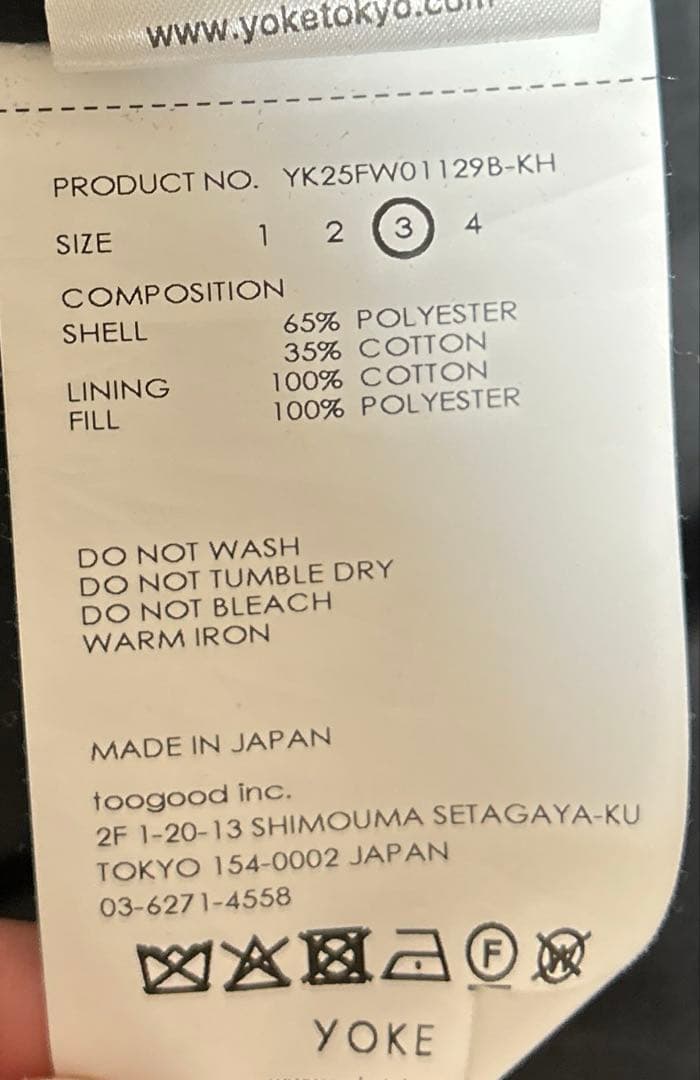 www.yoketokyo.com
PRODUCT NO. YK25FW01129B-KH
SIZE 1 2 3 4
COMPOSITION
SHELL 65% POLYESTER
35% COTTON
LINING 100% COTTON
FILL 100% POLYESTER
DO NOT WASH
DO NOT TUMBLE DRY
DO NOT BLEACH
WARM IRON
MADE IN JAPAN
toogood inc.
2F 1-20-13 SHIMOUMA SETAGAYA-KU
TOKYO 154-0002 JAPAN
03-6271-4558
F W
YOKE